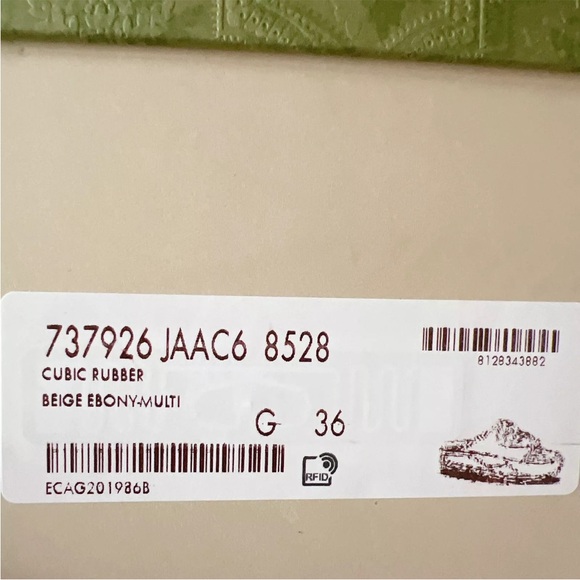 737926 JAAC6 8528
8128343882
CUBIC RUBBER
BEIGE EBONY-MULTI
G 36
RFID
ECAG201986B